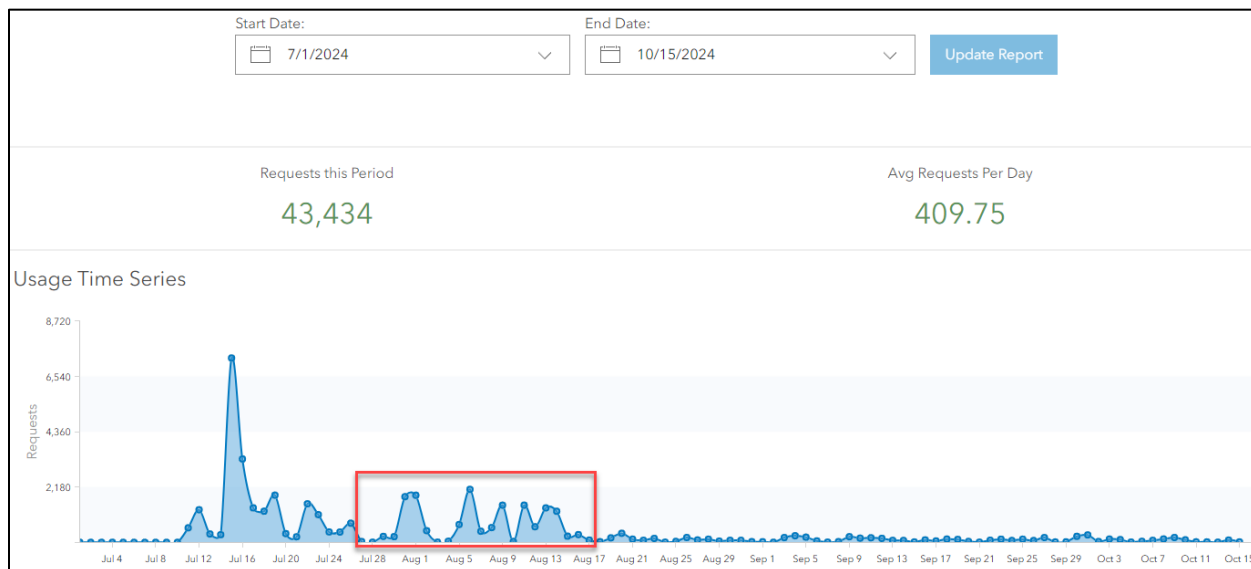 Start Date:
End Date:
7/1/2024
10/15/2024
Update Report
Requests this Period
Avg Requests Per Day
43,434
409.75
Usage Time Series
8,720
6,540
4,360
2,180
Requests
Jul 4 Jul 8 Jul 12 Jul 16 Jul 20 Jul 24 Jul 28 Aug 1 Aug 5 Aug 9 Aug 13 Aug 17 Aug 21 Aug 25 Aug 29 Sep 1 Sep 5 Sep 9 Sep 13 Sep 17 Sep 21 Sep 25 Sep 29 Oct 3 Oct 7 Oct 11 Oct 15